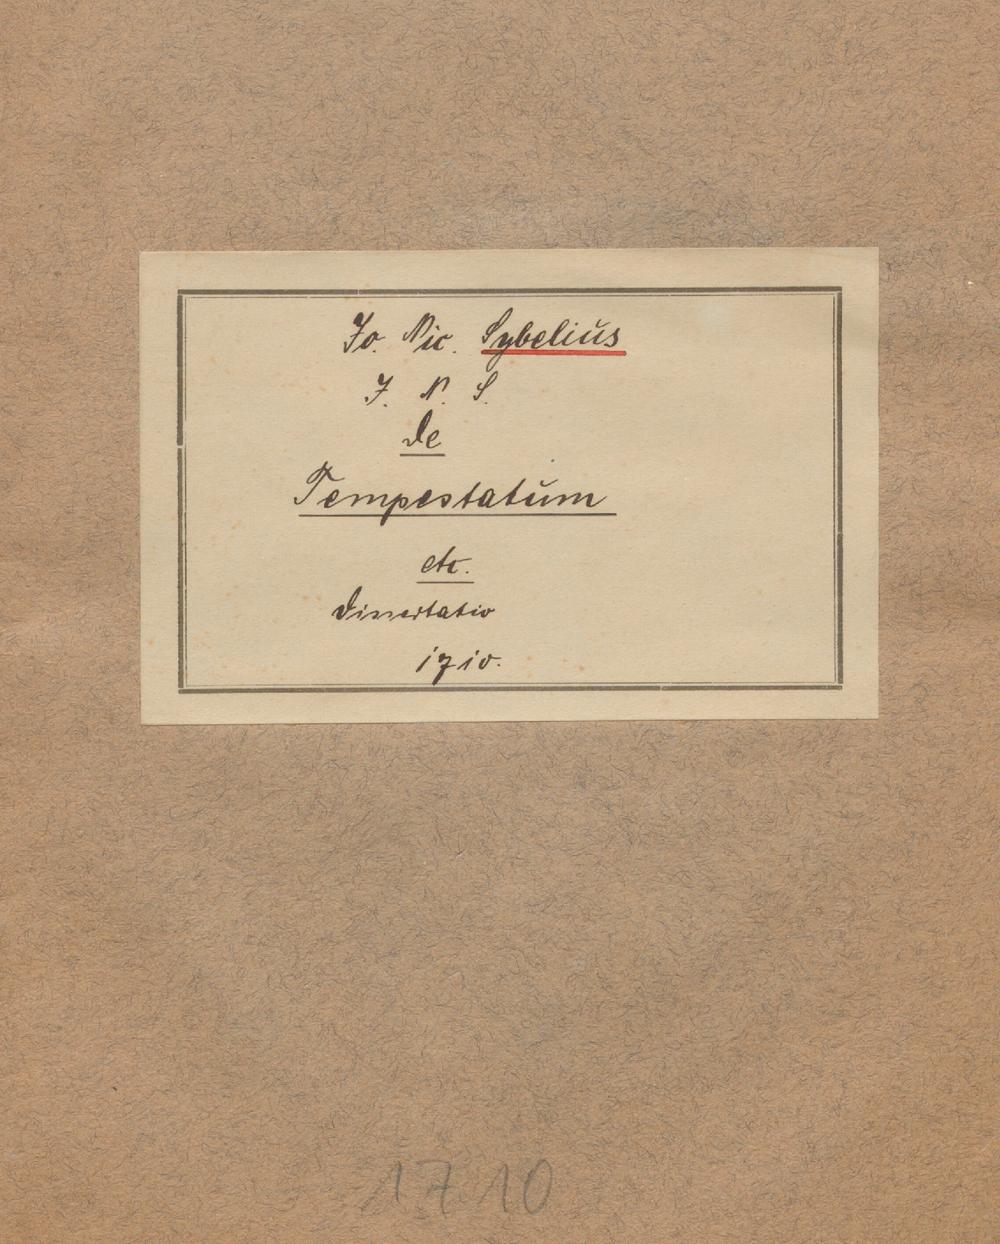 Jo. Nic. Sybelius
J. N. S.
De
Tempestatum
etc.
Dissertatio
1710.
1710